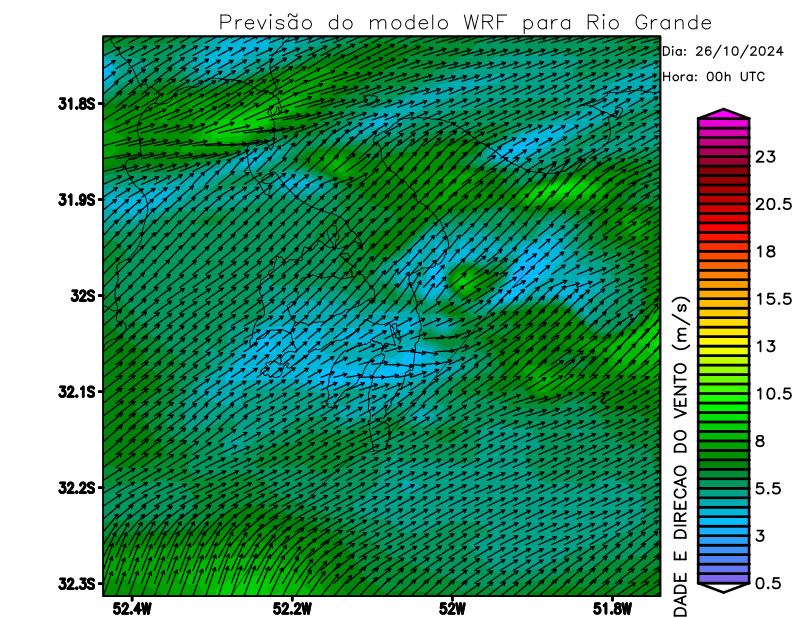 Previsão do modelo WRF para Rio Grande
Dia: 26/10/2024
Hora: 00h UTC
31.8S
31.9S
32S
32.1S
32.2S
32.3S
52.4W
52.2W
52W
51.8W
23
20.5
18
15.5
13
10.5
8
5.5
3
0.5
DADE E DIRECAO DO VENTO (m/s)